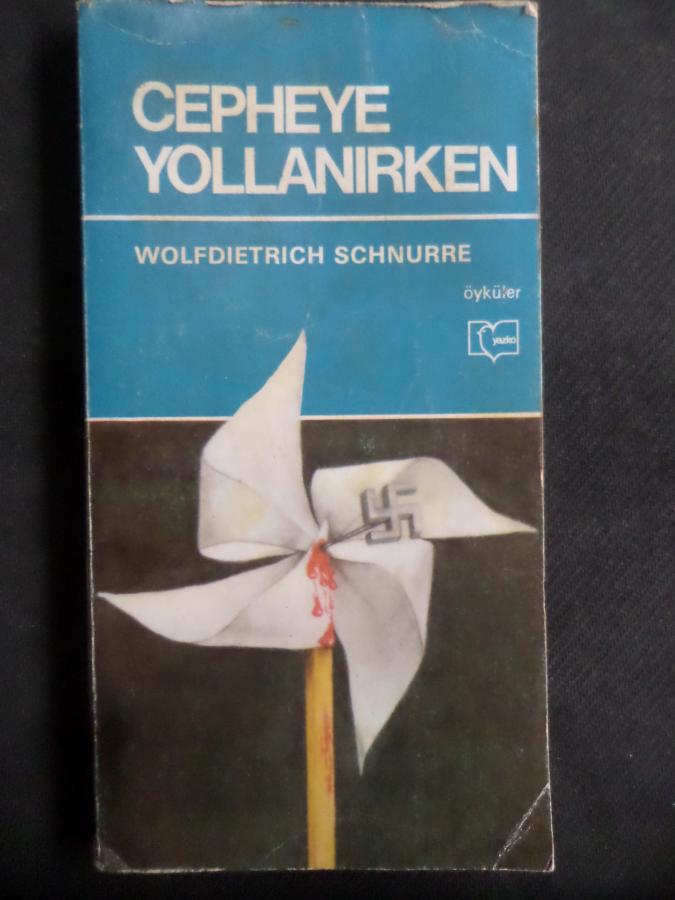 CEPHEYE
YOLLANIRKEN
WOLFDIETRICH SCHNURRE
öyküler
yazko